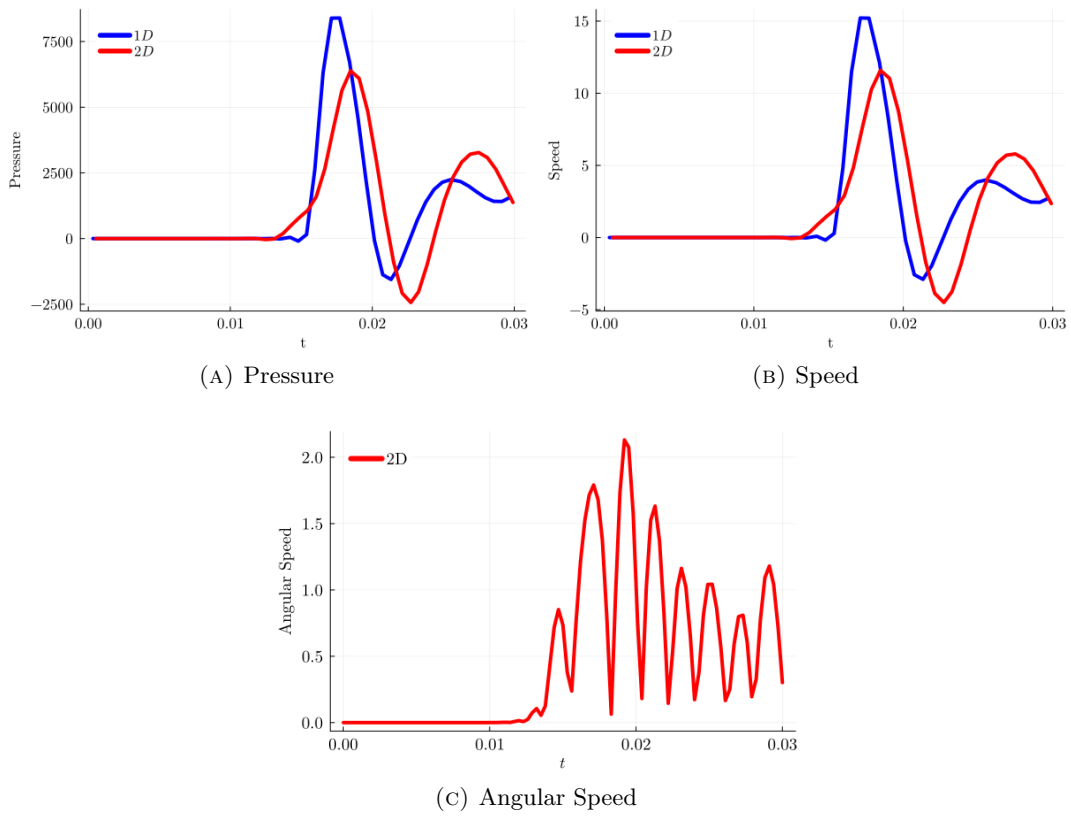 7500
5000
2500
0
−2500
Pressure
1D
2D
0.00
0.01
0.02
0.03
t
(A) Pressure
15
10
5
0
−5
Speed
1D
2D
0.00
0.01
0.02
0.03
t
(B) Speed
2.0
1.5
1.0
0.5
0.0
Angular Speed
2D
0.00
0.01
0.02
0.03
t
(C) Angular Speed